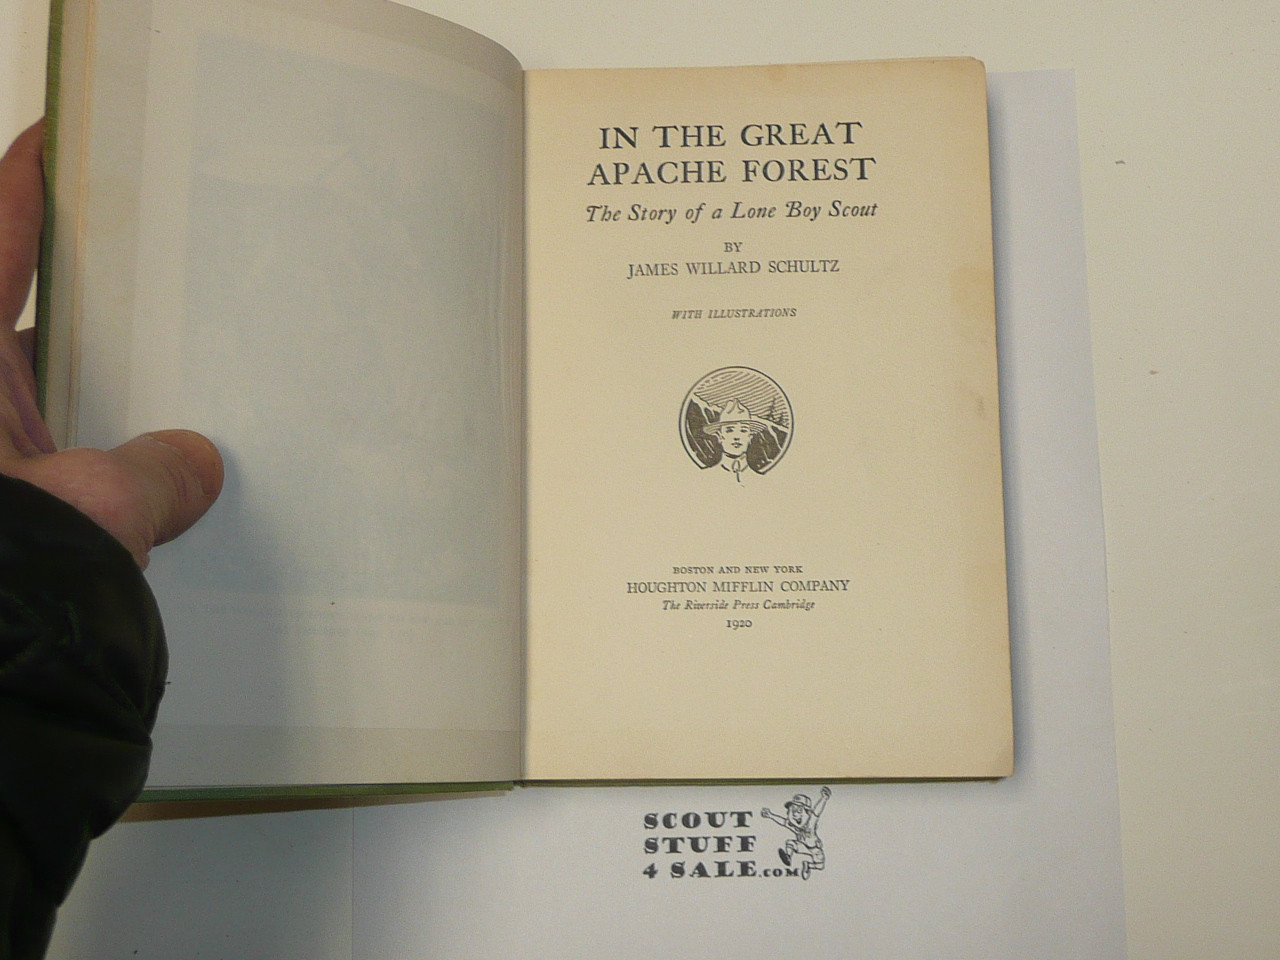 IN THE GREAT
APACHE FOREST
The Story of a Lone Boy Scout
BY
JAMES WILLARD SCHULTZ
WITH ILLUSTRATIONS
BOSTON AND NEW YORK
HOUGHTON MIFFLIN COMPANY
The Riverside Press Cambridge
1920
SCOUT
STUFF
4 SALE.COM